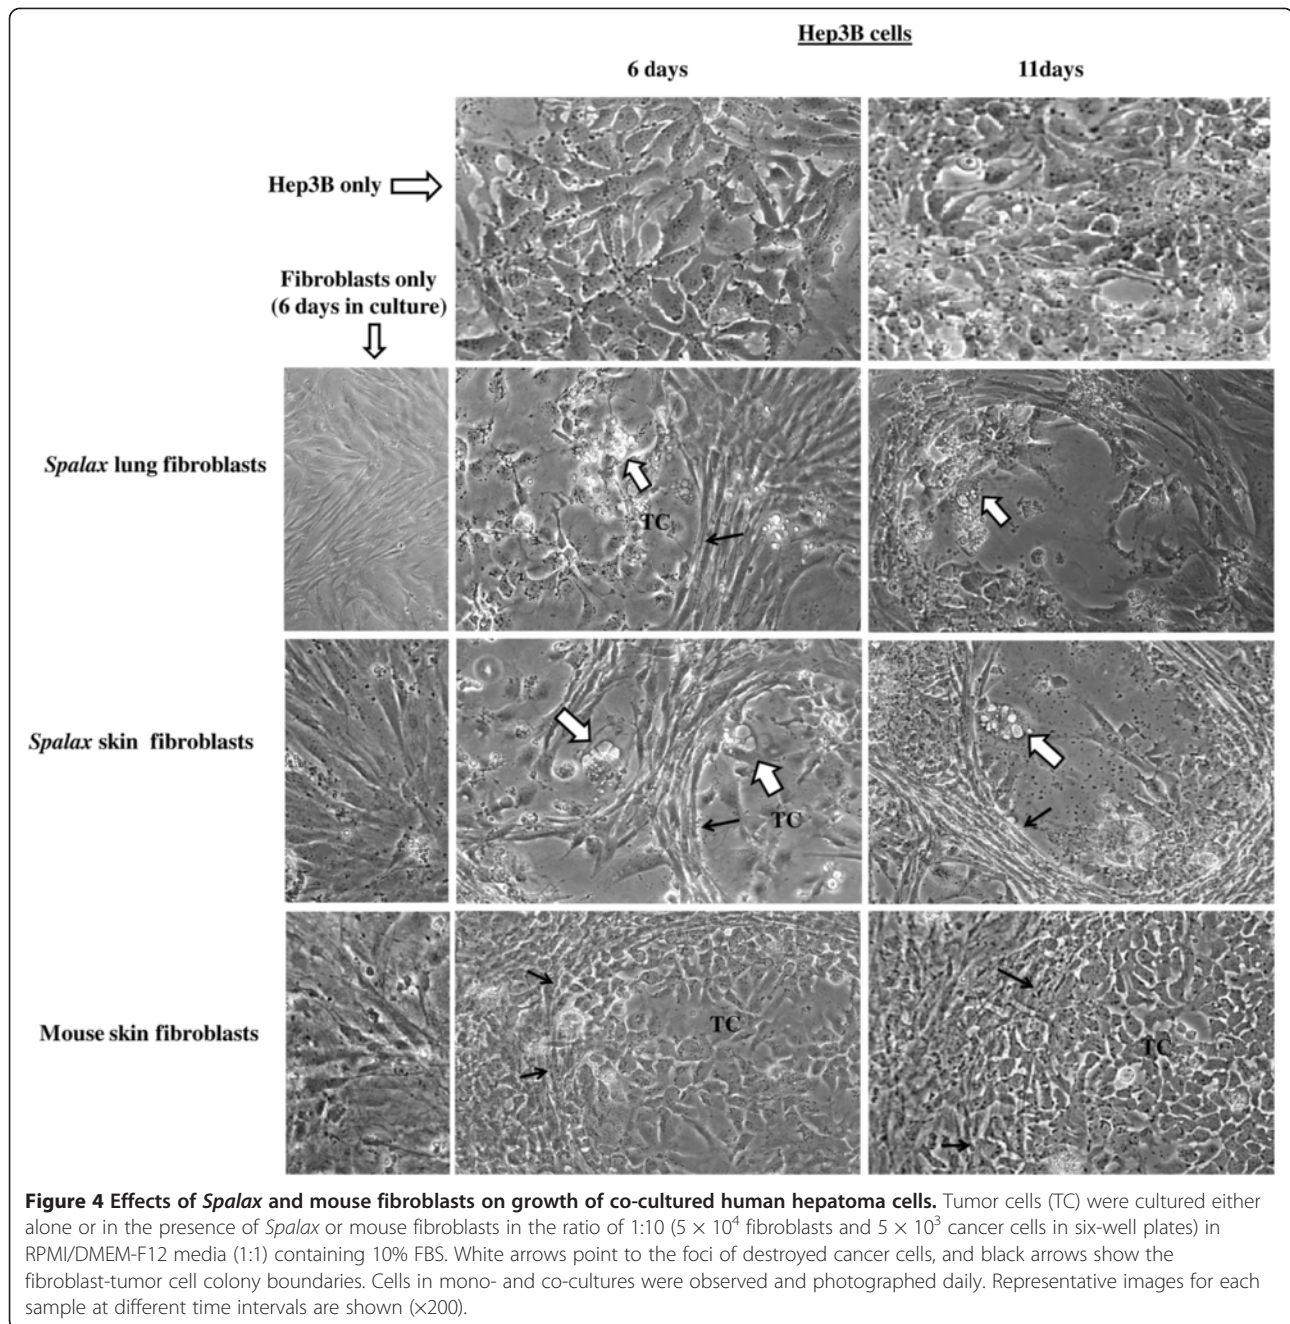 Hep3B cells
6 days
11days
Hep3B only
Fibroblasts only
(6 days in culture)
Spalax lung fibroblasts
TC
Spalax skin fibroblasts
TC
Mouse skin fibroblasts
TC
TC
Figure 4 Effects of Spalax and mouse fibroblasts on growth of co-cultured human hepatoma cells. Tumor cells (TC) were cultured either
alone or in the presence of Spalax or mouse fibroblasts in the ratio of 1:10 (5 × 10⁴ fibroblasts and 5 × 10³ cancer cells in six-well plates) in
RPMI/DMEM-F12 media (1:1) containing 10% FBS. White arrows point to the foci of destroyed cancer cells, and black arrows show the
fibroblast-tumor cell colony boundaries. Cells in mono- and co-cultures were observed and photographed daily. Representative images for each
sample at different time intervals are shown (×200).